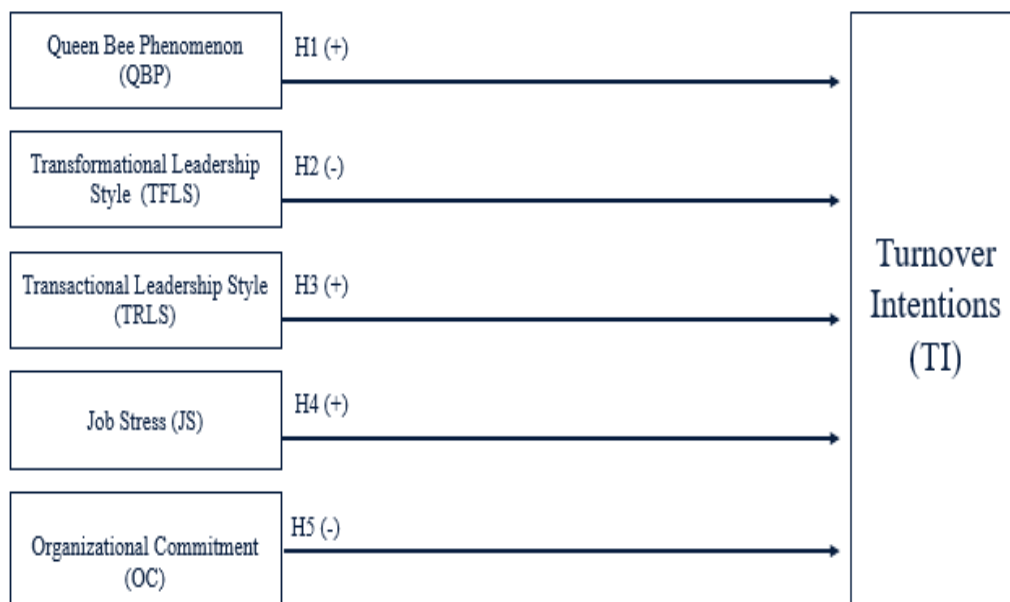 Queen Bee Phenomenon
(QBP)
H1 (+)
Transformational Leadership
Style (TFLS)
H2 (-)
Transactional Leadership Style
(TRLS)
H3 (+)
Job Stress (JS)
H4 (+)
Organizational Commitment
(OC)
H5 (-)
Turnover
Intentions
(TI)